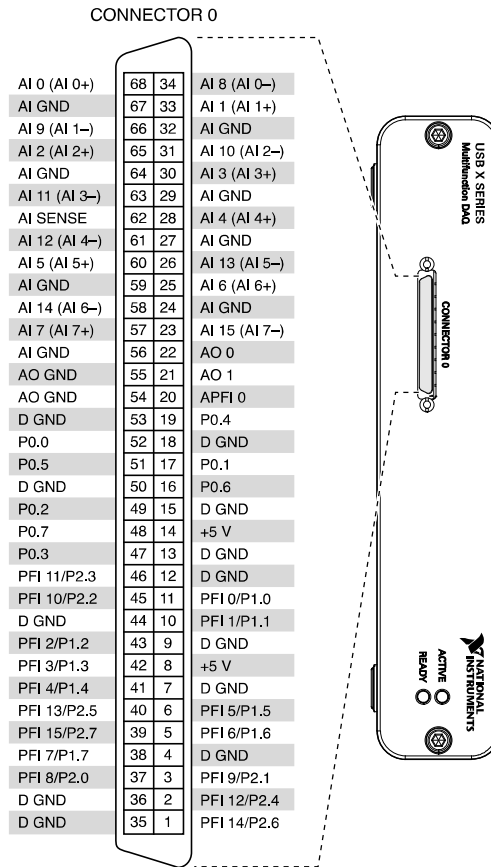 CONNECTOR 0
AI 0 (AI 0+) 68 34 AI 8 (AI 0–)
AI GND 67 33 AI 1 (AI 1+)
AI 9 (AI 1–) 66 32 AI GND
AI 2 (AI 2+) 65 31 AI 10 (AI 2–)
AI GND 64 30 AI 3 (AI 3+)
AI 11 (AI 3–) 63 29 AI GND
AI SENSE 62 28 AI 4 (AI 4+)
AI 12 (AI 4–) 61 27 AI GND
AI 5 (AI 5+) 60 26 AI 13 (AI 5–)
AI GND 59 25 AI 6 (AI 6+)
AI 14 (AI 6–) 58 24 AI GND
AI 7 (AI 7+) 57 23 AI 15 (AI 7–)
AI GND 56 22 AO 0
AO GND 55 21 AO 1
AO GND 54 20 APFI 0
D GND 53 19 P0.4
P0.0 52 18 D GND
P0.5 51 17 P0.1
D GND 50 16 P0.6
P0.2 49 15 D GND
P0.7 48 14 +5 V
P0.3 47 13 D GND
PFI 11/P2.3 46 12 D GND
PFI 10/P2.2 45 11 PFI 0/P1.0
D GND 44 10 PFI 1/P1.1
PFI 2/P1.2 43 9 D GND
PFI 3/P1.3 42 8 +5 V
PFI 4/P1.4 41 7 D GND
PFI 13/P2.5 40 6 PFI 5/P1.5
PFI 15/P2.7 39 5 PFI 6/P1.6
PFI 7/P1.7 38 4 D GND
PFI 8/P2.0 37 3 PFI 9/P2.1
D GND 36 2 PFI 12/P2.4
D GND 35 1 PFI 14/P2.6
USB X SERIES
Multifunction DAQ
CONNECTOR 0
NATIONAL
INSTRUMENTS
ACTIVE
READY